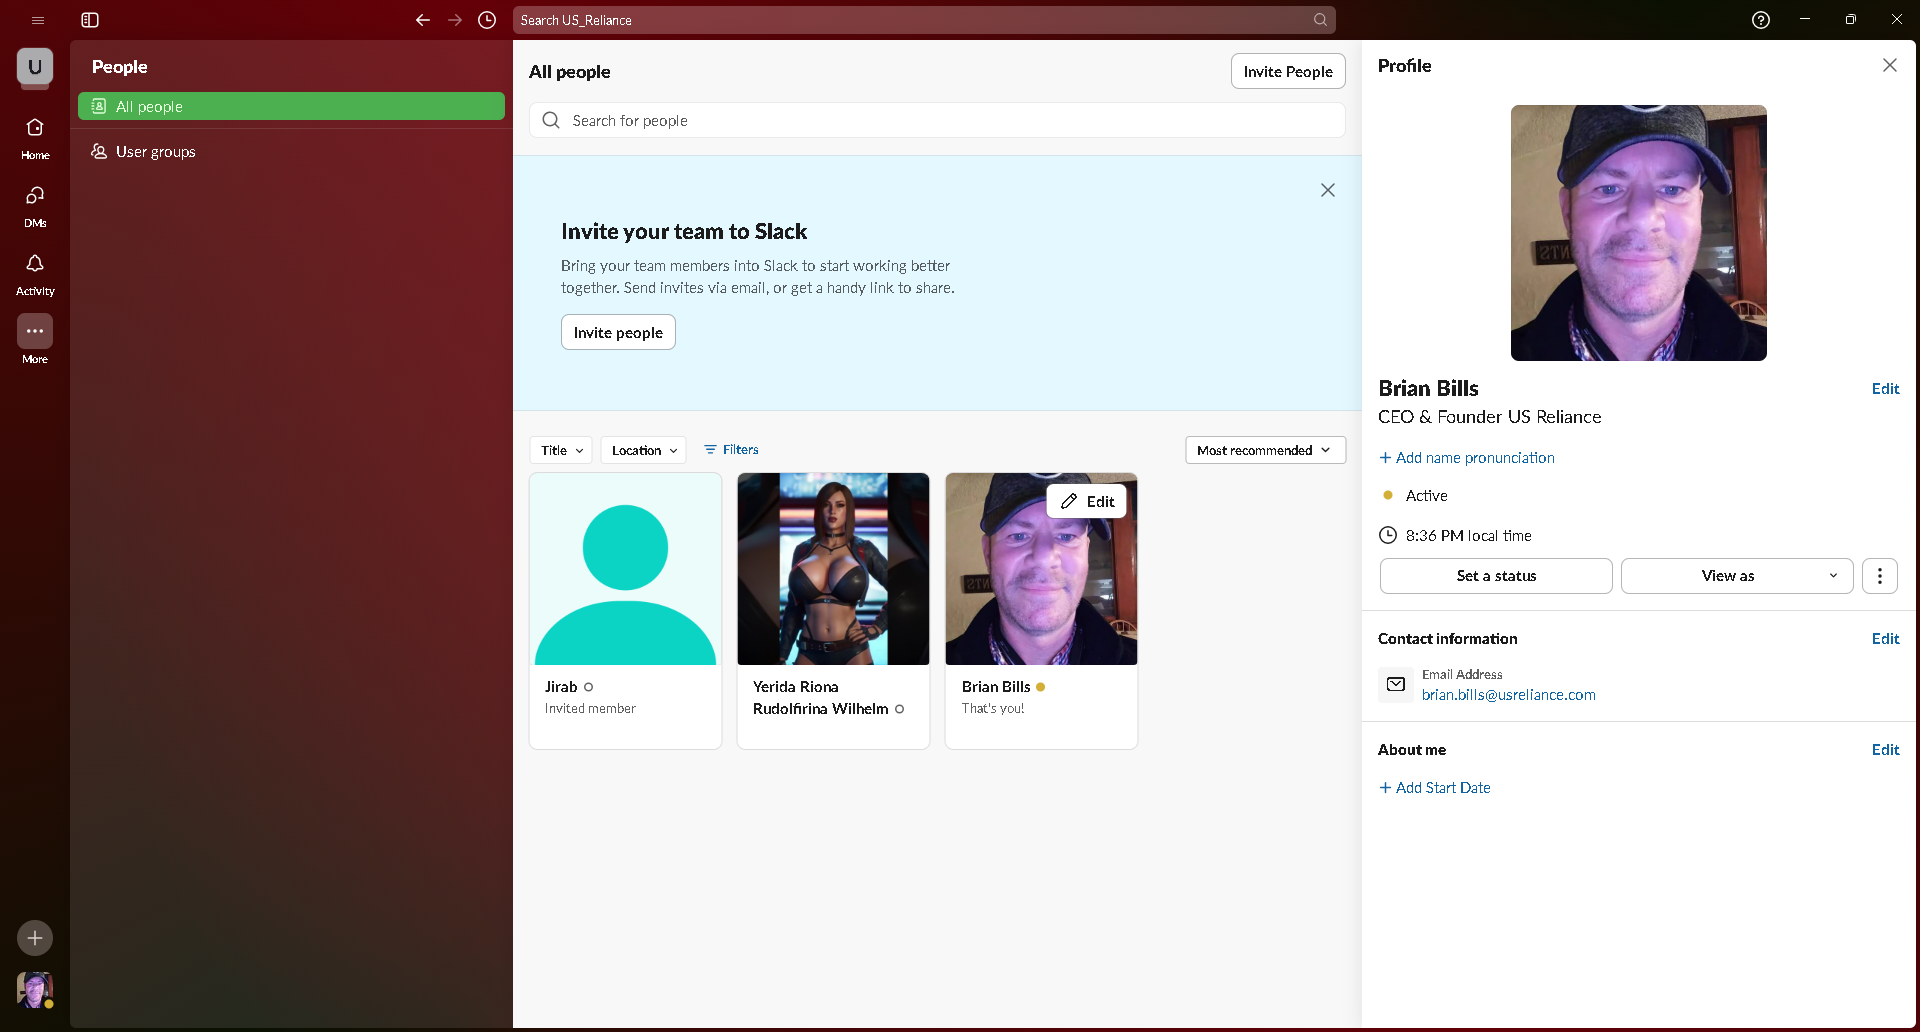 Search US_Reliance
U
Home
DMs
Activity
More
People
All people
User groups
All people
Invite People
Search for people
Invite your team to Slack
Bring your team members into Slack to start working better
together. Send invites via email, or get a handy link to share.
Invite people
Title
Location
Filters
Most recommended
Edit
Jirab
Invited member
Yerida Riona
Rudolfirina Wilhelm
Brian Bills
That's you!
Profile
Brian Bills
Edit
CEO & Founder US Reliance
+ Add name pronunciation
Active
8:36 PM local time
Set a status
View as
Contact information
Edit
Email Address
brian.bills@usreliance.com
About me
Edit
+ Add Start Date